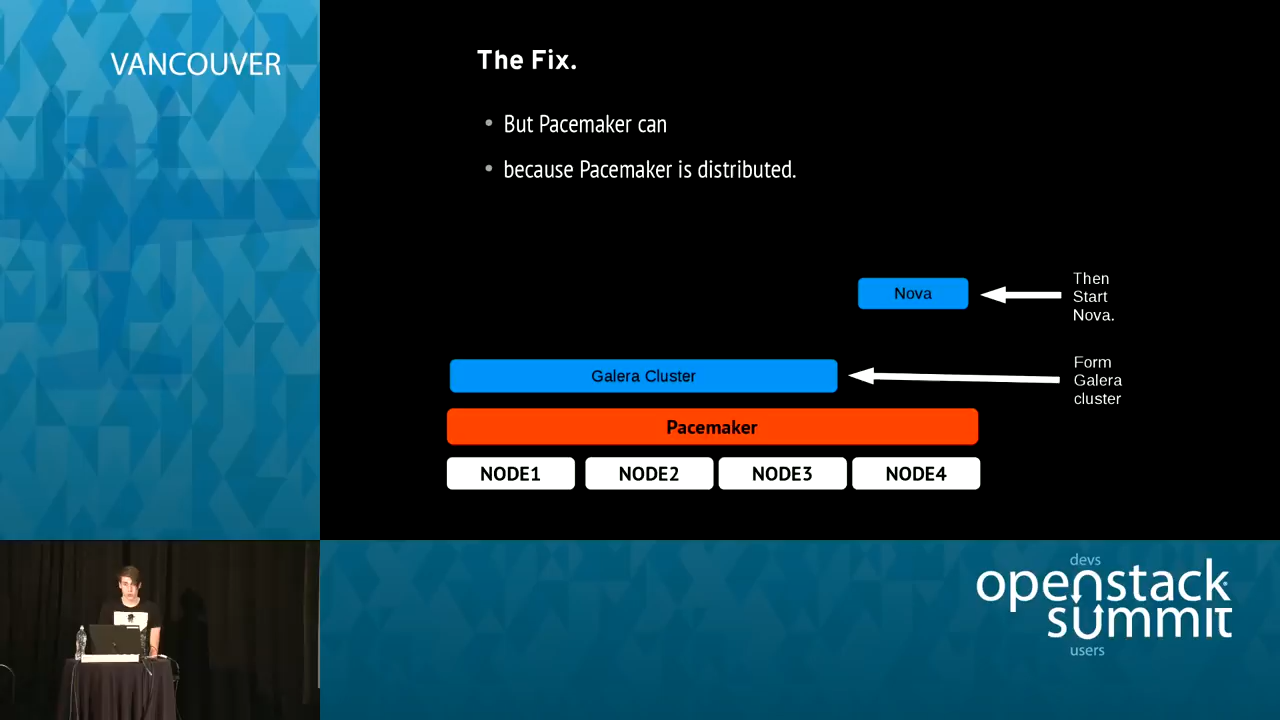 VANCOUVER
The Fix.
But Pacemaker can
because Pacemaker is distributed.
Nova
Then
Start
Nova.
Galera Cluster
Form
Galera
cluster
Pacemaker
NODE1
NODE2
NODE3
NODE4
devs
openstack
summit
users